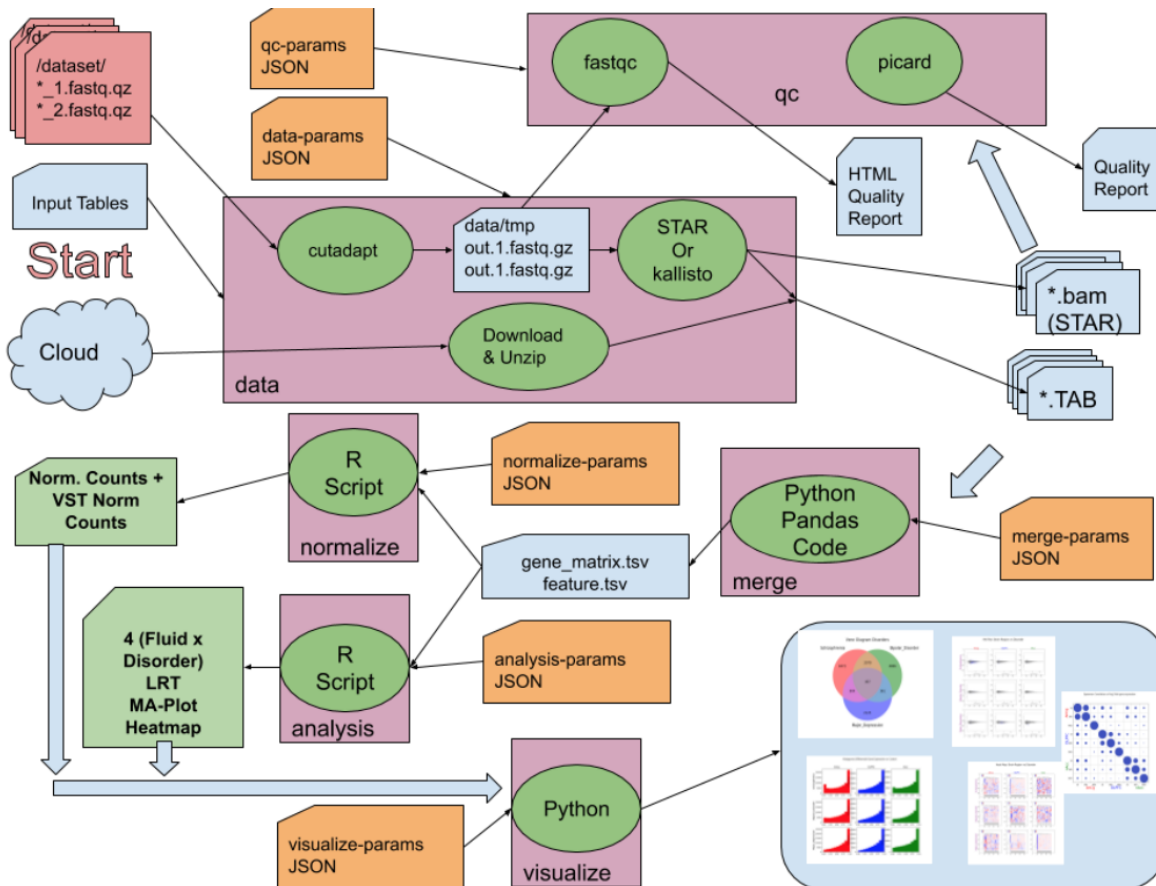 /dataset/
*_1.fastq.qz
*_2.fastq.qz
Input Tables
Start
Cloud
qc-params
JSON
data-params
JSON
fastqc
picard
qc
HTML
Quality
Report
Quality
Report
cutadapt
data/tmp
out.1.fastq.gz
out.1.fastq.gz
STAR
Or
kallisto
Download
& Unzip
data
*.bam
(STAR)
*.TAB
Norm. Counts +
VST Norm
Counts
R
Script
normalize
normalize-params
JSON
gene_matrix.tsv
feature.tsv
Python
Pandas
Code
merge
merge-params
JSON
4 (Fluid x
Disorder)
LRT
MA-Plot
Heatmap
R
Script
analysis
analysis-params
JSON
visualize-params
JSON
Python
visualize